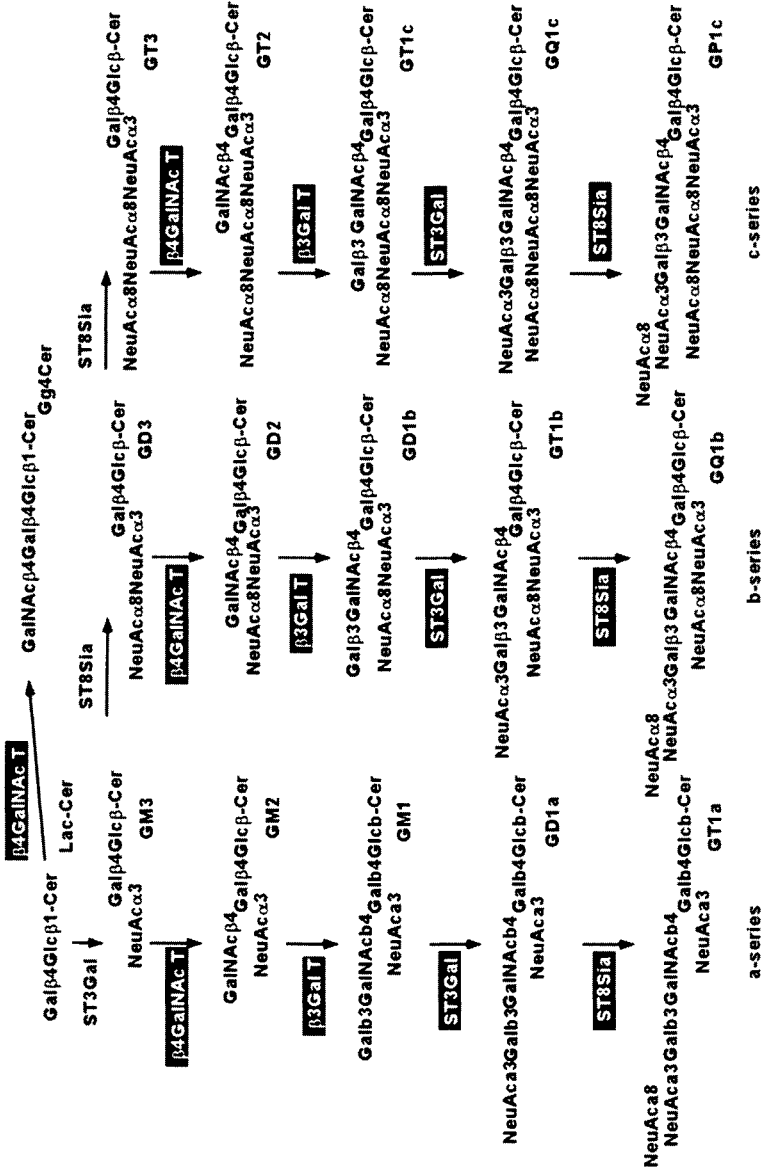 β4GalNAc T
Galβ4Glcβ1-Cer
Lac-Cer
GalNAcβ4Galβ4Glcβ1-Cer
Gg4Cer
ST3Gal
ST8Sia
ST8Sia
Galβ4Glcβ-Cer
NeuAcα3
GM3
Galβ4Glcβ-Cer
NeuAcα8NeuAcα3
GD3
Galβ4Glcβ-Cer
NeuAcα8NeuAcα8NeuAcα3
GT3
β4GalNAc T
β4GalNAc T
β4GalNAc T
GalNAcβ4
Galβ4Glcβ-Cer
NeuAcα3
GM2
GalNAcβ4
Galβ4Glcβ-Cer
NeuAcα8NeuAcα3
GD2
GalNAcβ4
Galβ4Glcβ-Cer
NeuAcα8NeuAcα8NeuAcα3
GT2
β3Gal T
β3Gal T
β3Gal T
Galb3GalNAcb4
Galb4Glcb-Cer
NeuAca3
GM1
Galβ3GalNAcβ4
Galβ4Glcβ-Cer
NeuAcα8NeuAcα3
GD1b
Galβ3 GalNAcβ4
Galβ4Glcβ-Cer
NeuAcα8NeuAcα8NeuAcα3
GT1c
ST3Gal
ST3Gal
ST3Gal
NeuAca3Galb3GalNAcb4
Galb4Glcb-Cer
NeuAca3
GD1a
NeuAcα3Galβ3GalNAcβ4
Galβ4Glcβ-Cer
NeuAcα8NeuAcα3
GT1b
NeuAcα3Galβ3GalNAcβ4
Galβ4Glcβ-Cer
NeuAcα8NeuAcα8NeuAcα3
GQ1c
ST8Sia
ST8Sia
ST8Sia
NeuAca8
NeuAca3Galb3GalNAcb4
Galb4Glcb-Cer
NeuAca3
GT1a
NeuAcα8
NeuAcα3Galβ3 GalNAcβ4
Galβ4Glcβ-Cer
NeuAcα8NeuAcα3
GQ1b
NeuAcα8
NeuAcα3Galβ3GalNAcβ4
Galβ4Glcβ-Cer
NeuAcα8NeuAcα8NeuAcα3
GP1c
a-series
b-series
c-series